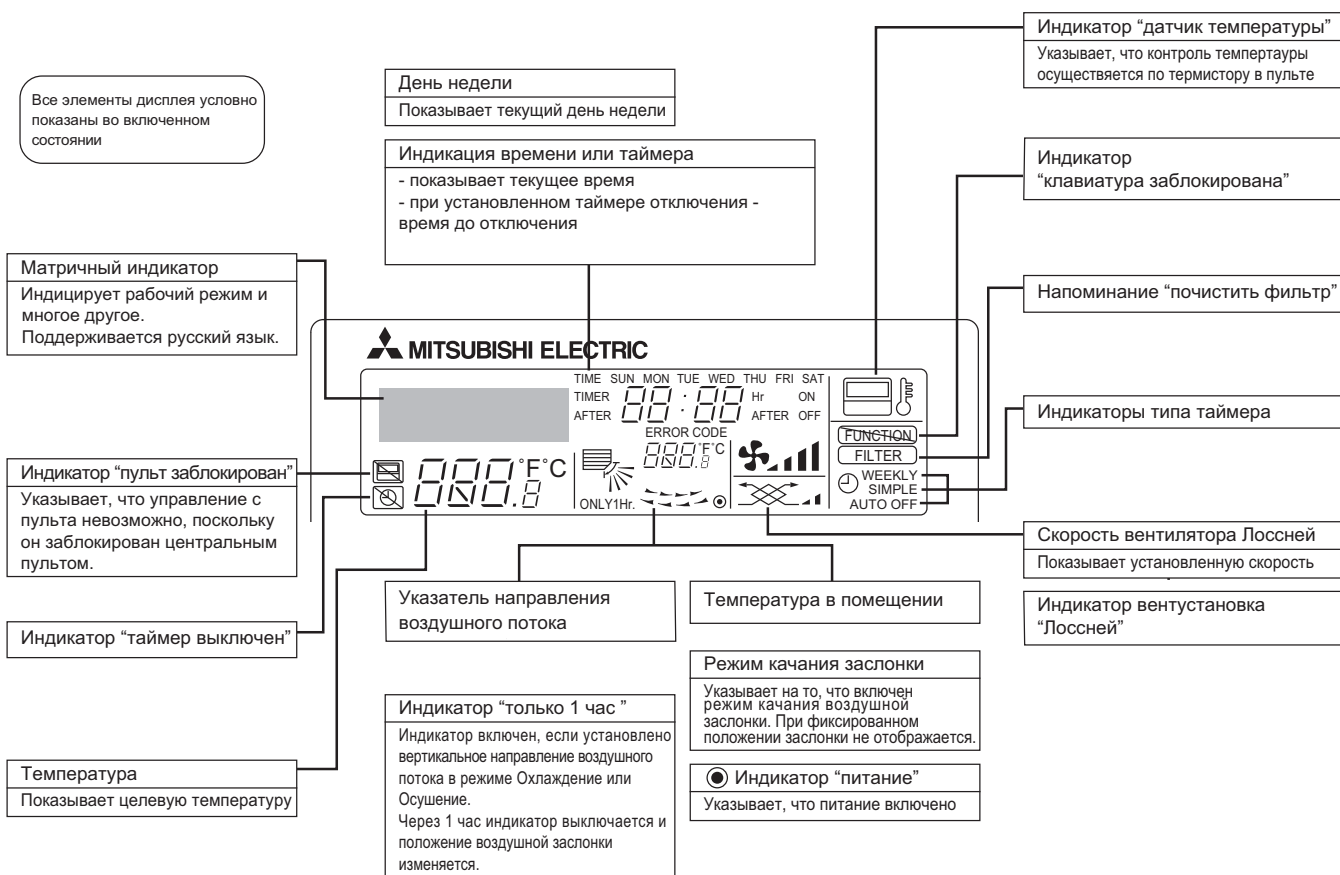 Все элементы дисплея условно
показаны во включенном
состоянии
День недели
Показывает текущий день недели
Индикация времени или таймера
- показывает текущее время
- при установленном таймере отключения -
время до отключения
Индикатор “датчик температуры”
Указывает, что контроль темпертауры
осуществяется по термистору в пульте
Индикатор
“клавиатура заблокирована”
Напоминание “почистить фильтр”
Индикаторы типа таймера
Скорость вентилятора Лоссней
Показывает установленную скорость
Индикатор вентустановка
“Лоссней”
Матричный индикатор
Индицирует рабочий режим и
многое другое.
Поддерживается русский язык.
Индикатор “пульт заблокирован”
Указывает, что управление с
пульта невозможно, поскольку
он заблокирован центральным
пультом.
Индикатор “таймер выключен”
Температура
Показывает целевую температуру
MITSUBISHI ELECTRIC
TIME SUN MON TUE WED THU FRI SAT
TIMER 88:88 Hr ON
AFTER AFTER OFF
ERROR CODE
888.8 °F°C
888.8 °F°C
ONLY1Hr.
FUNCTION
FILTER
WEEKLY
SIMPLE
AUTO OFF
Указатель направления
воздушного потока
Температура в помещении
Индикатор “только 1 час ”
Индикатор включен, если установлено
вертикальное направление воздушного
потока в режиме Охлаждение или
Осушение.
Через 1 час индикатор выключается и
положение воздушной заслонки
изменяется.
Режим качания заслонки
Указывает на то, что включен
режим качания воздушной
заслонки. При фиксированном
положении заслонки не отображается.
Индикатор “питание”
Указывает, что питание включено